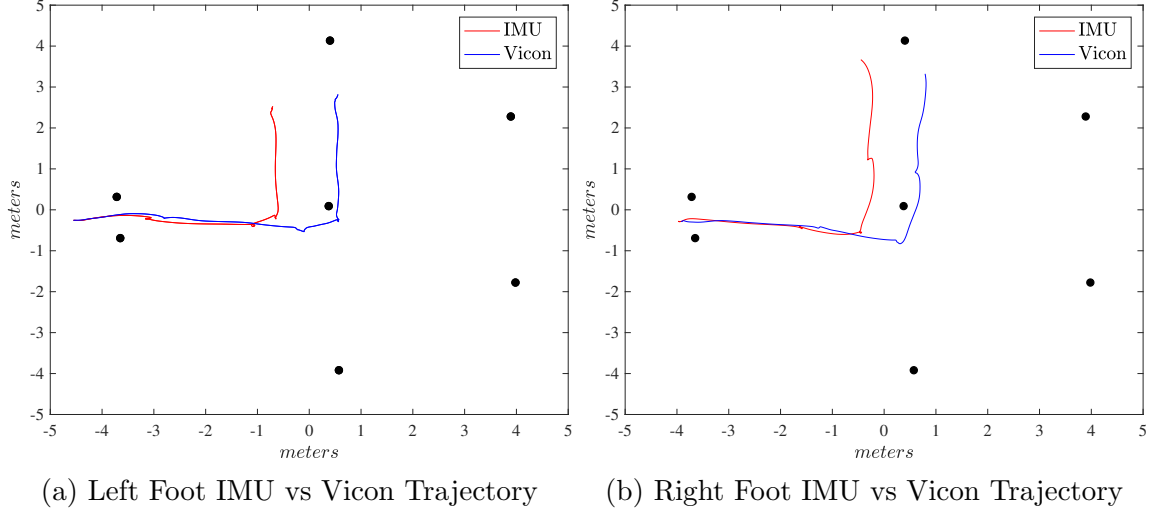 5
4
3
2
1
0
-1
-2
-3
-4
-5
meters
-5 -4 -3 -2 -1 0 1 2 3 4 5
meters
IMU
Vicon
(a) Left Foot IMU vs Vicon Trajectory
5
4
3
2
1
0
-1
-2
-3
-4
-5
meters
-5 -4 -3 -2 -1 0 1 2 3 4 5
meters
IMU
Vicon
(b) Right Foot IMU vs Vicon Trajectory